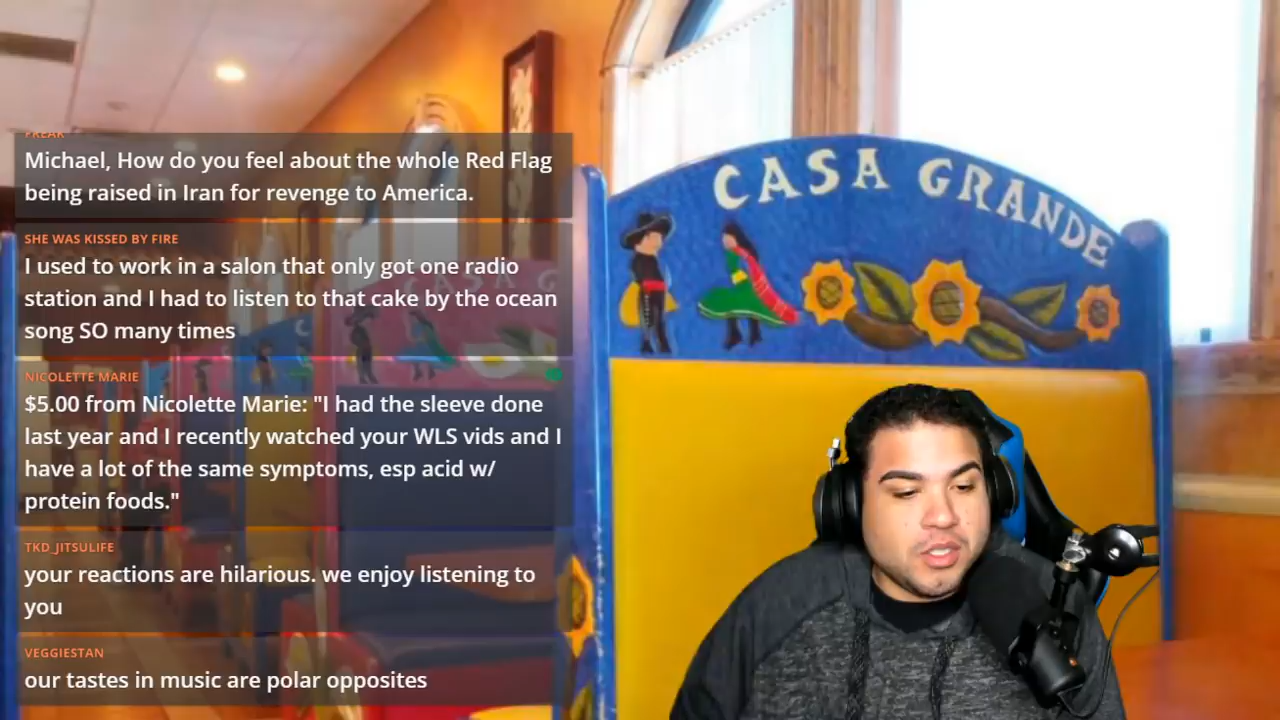 FREAK
Michael, How do you feel about the whole Red Flag
being raised in Iran for revenge to America.
SHE WAS KISSED BY FIRE
I used to work in a salon that only got one radio
station and I had to listen to that cake by the ocean
song SO many times
NICOLETTE MARIE
$5.00 from Nicolette Marie: "I had the sleeve done
last year and I recently watched your WLS vids and I
have a lot of the same symptoms, esp acid w/
protein foods."
TKD_JITSULIFE
your reactions are hilarious. we enjoy listening to
you
VEGGIESTAN
our tastes in music are polar opposites
CASA GRANDE
CASA G